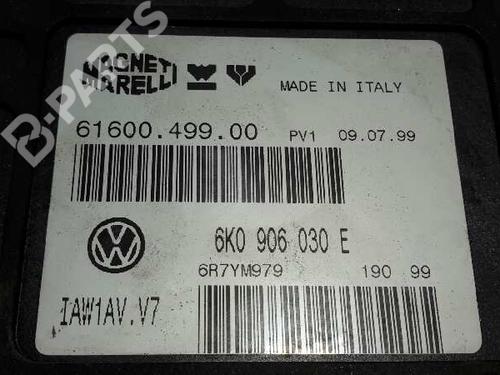 MAGNETI
MARELLI
MADE IN ITALY
61600.499.00 PV1 09.07.99
6K0 906 030 E
6R7YM979 190 99
IAW1AV.V7
B-PARTS